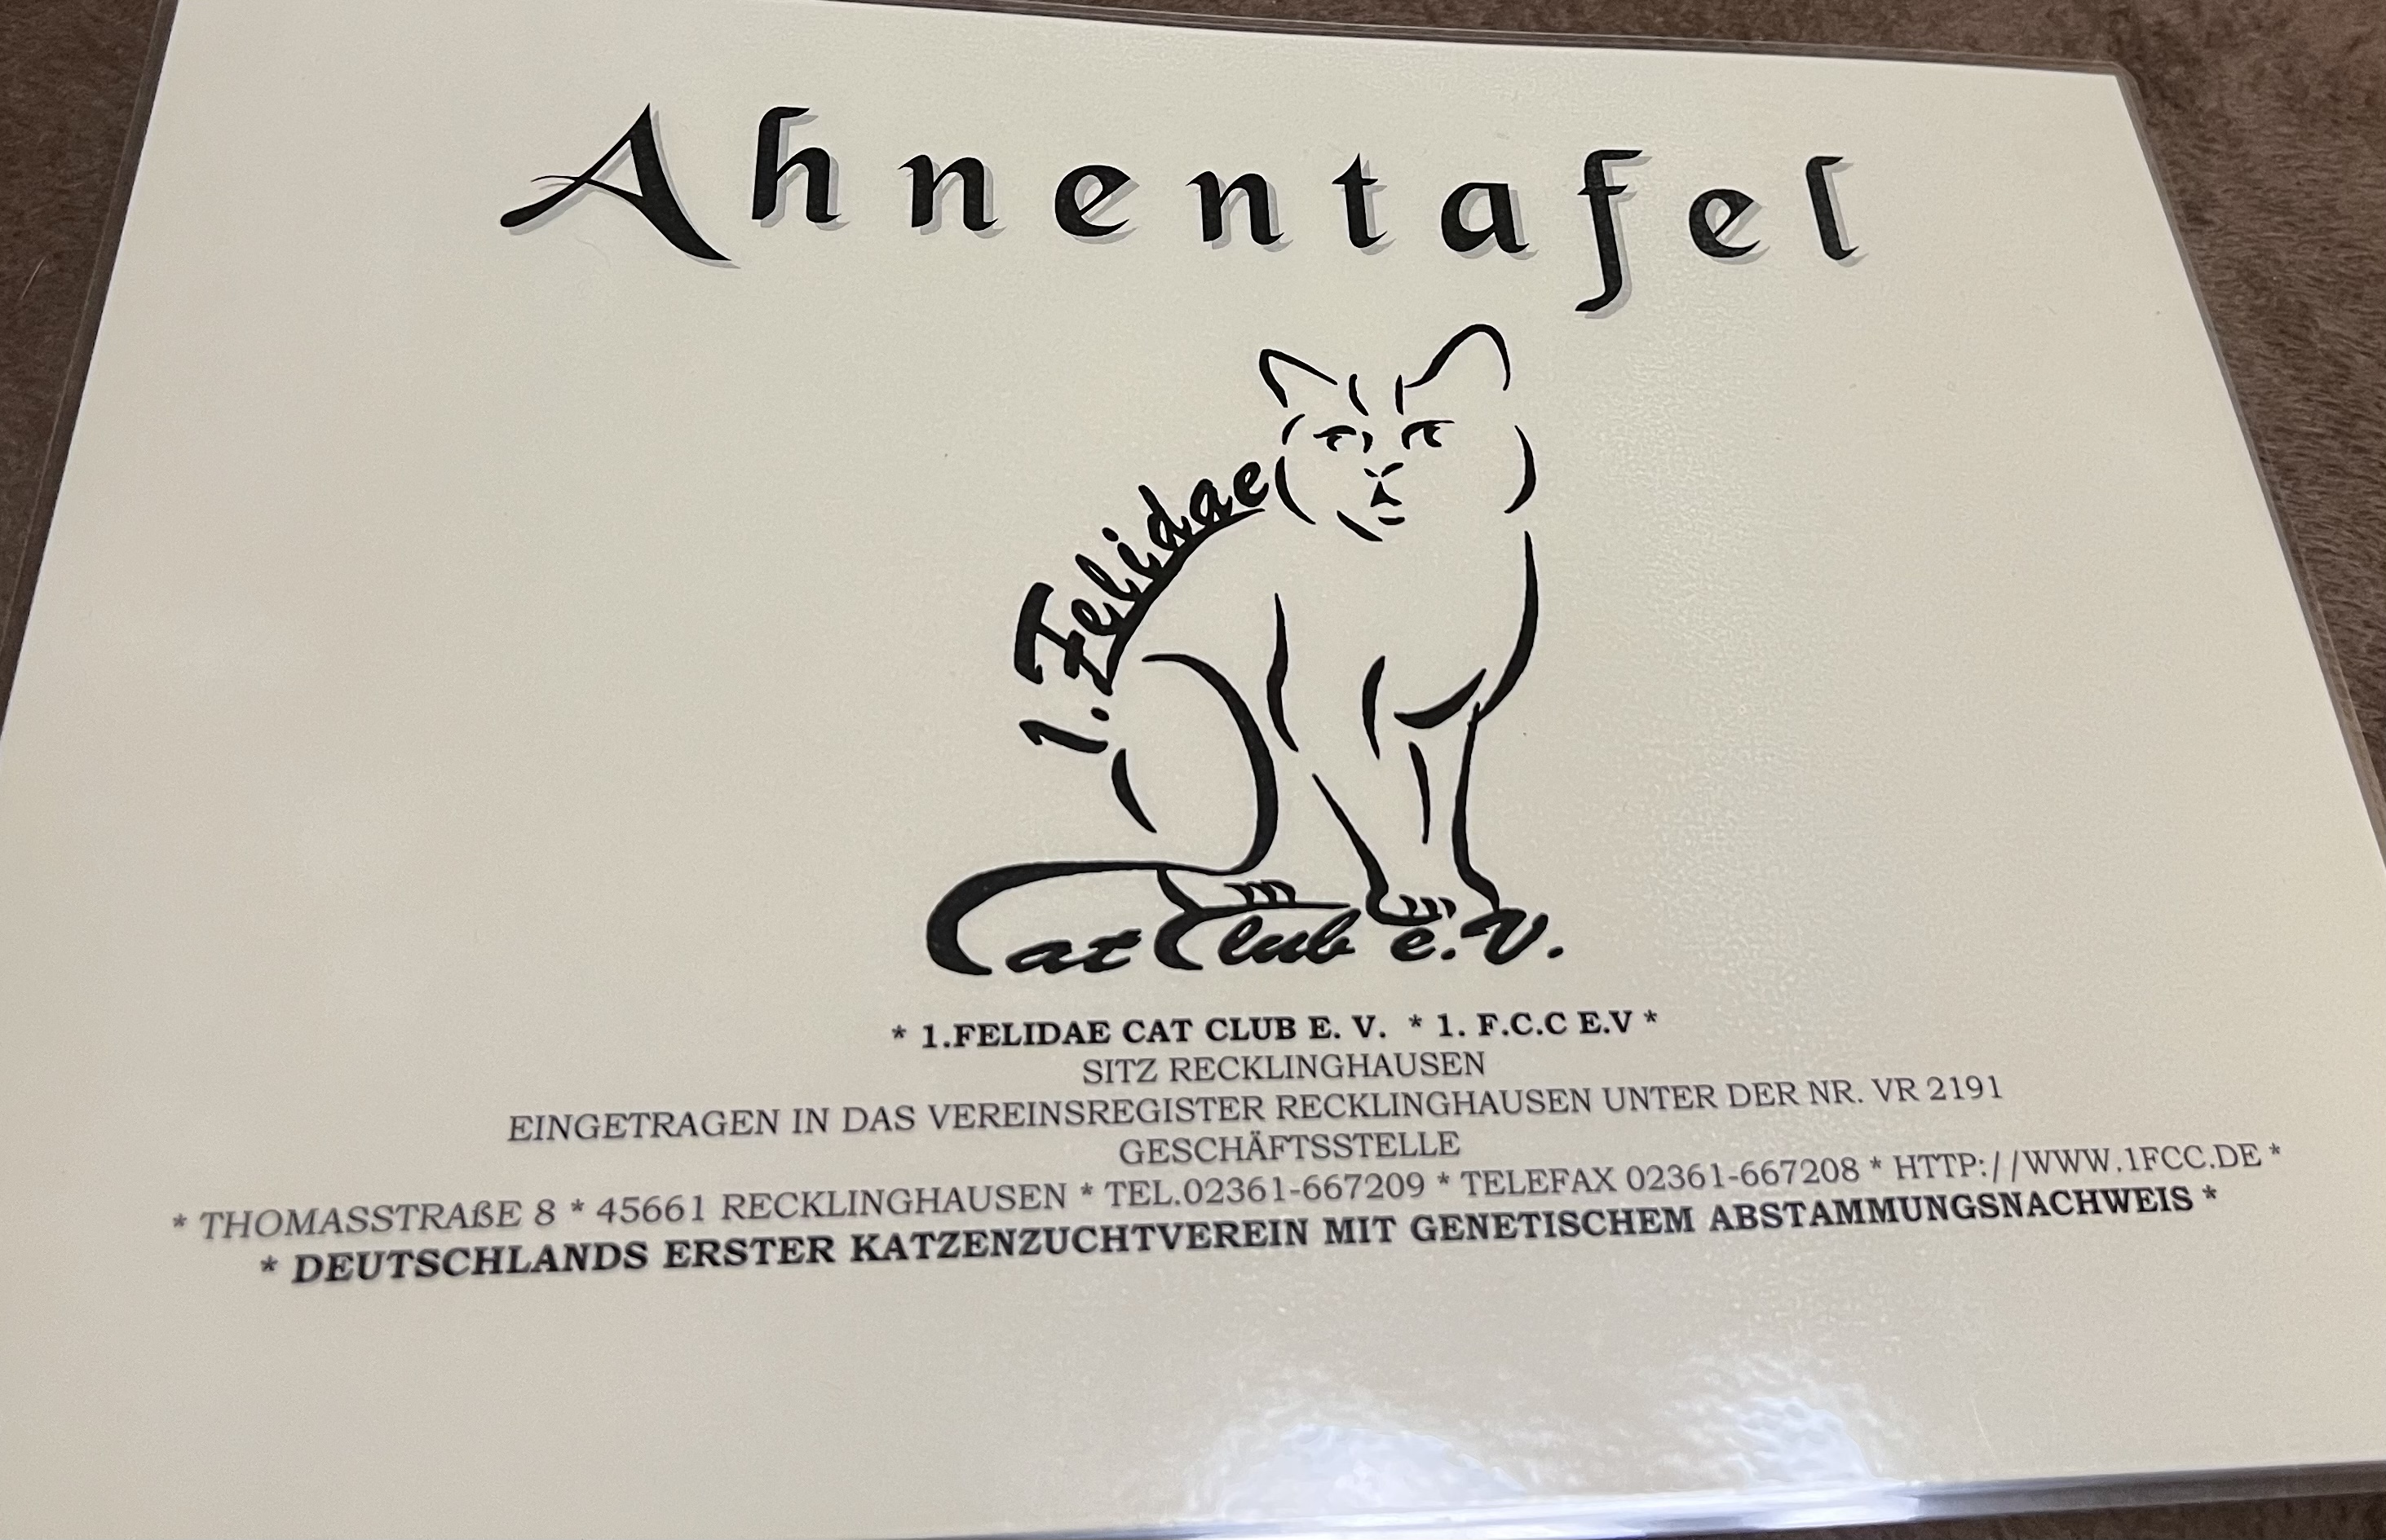 Ahnentafel
1. Felidae
Cat Club e.V.
* 1.FELIDAE CAT CLUB E. V. * 1. F.C.C E.V *
SITZ RECKLINGHAUSEN
EINGETRAGEN IN DAS VEREINSREGISTER RECKLINGHAUSEN UNTER DER NR. VR 2191
GESCHÄFTSSTELLE
* THOMASSTRAßE 8 * 45661 RECKLINGHAUSEN * TEL.02361-667209 * TELEFAX 02361-667208 * HTTP://WWW.1FCC.DE *
* DEUTSCHLANDS ERSTER KATZENZUCHTVEREIN MIT GENETISCHEM ABSTAMMUNGSNACHWEIS *